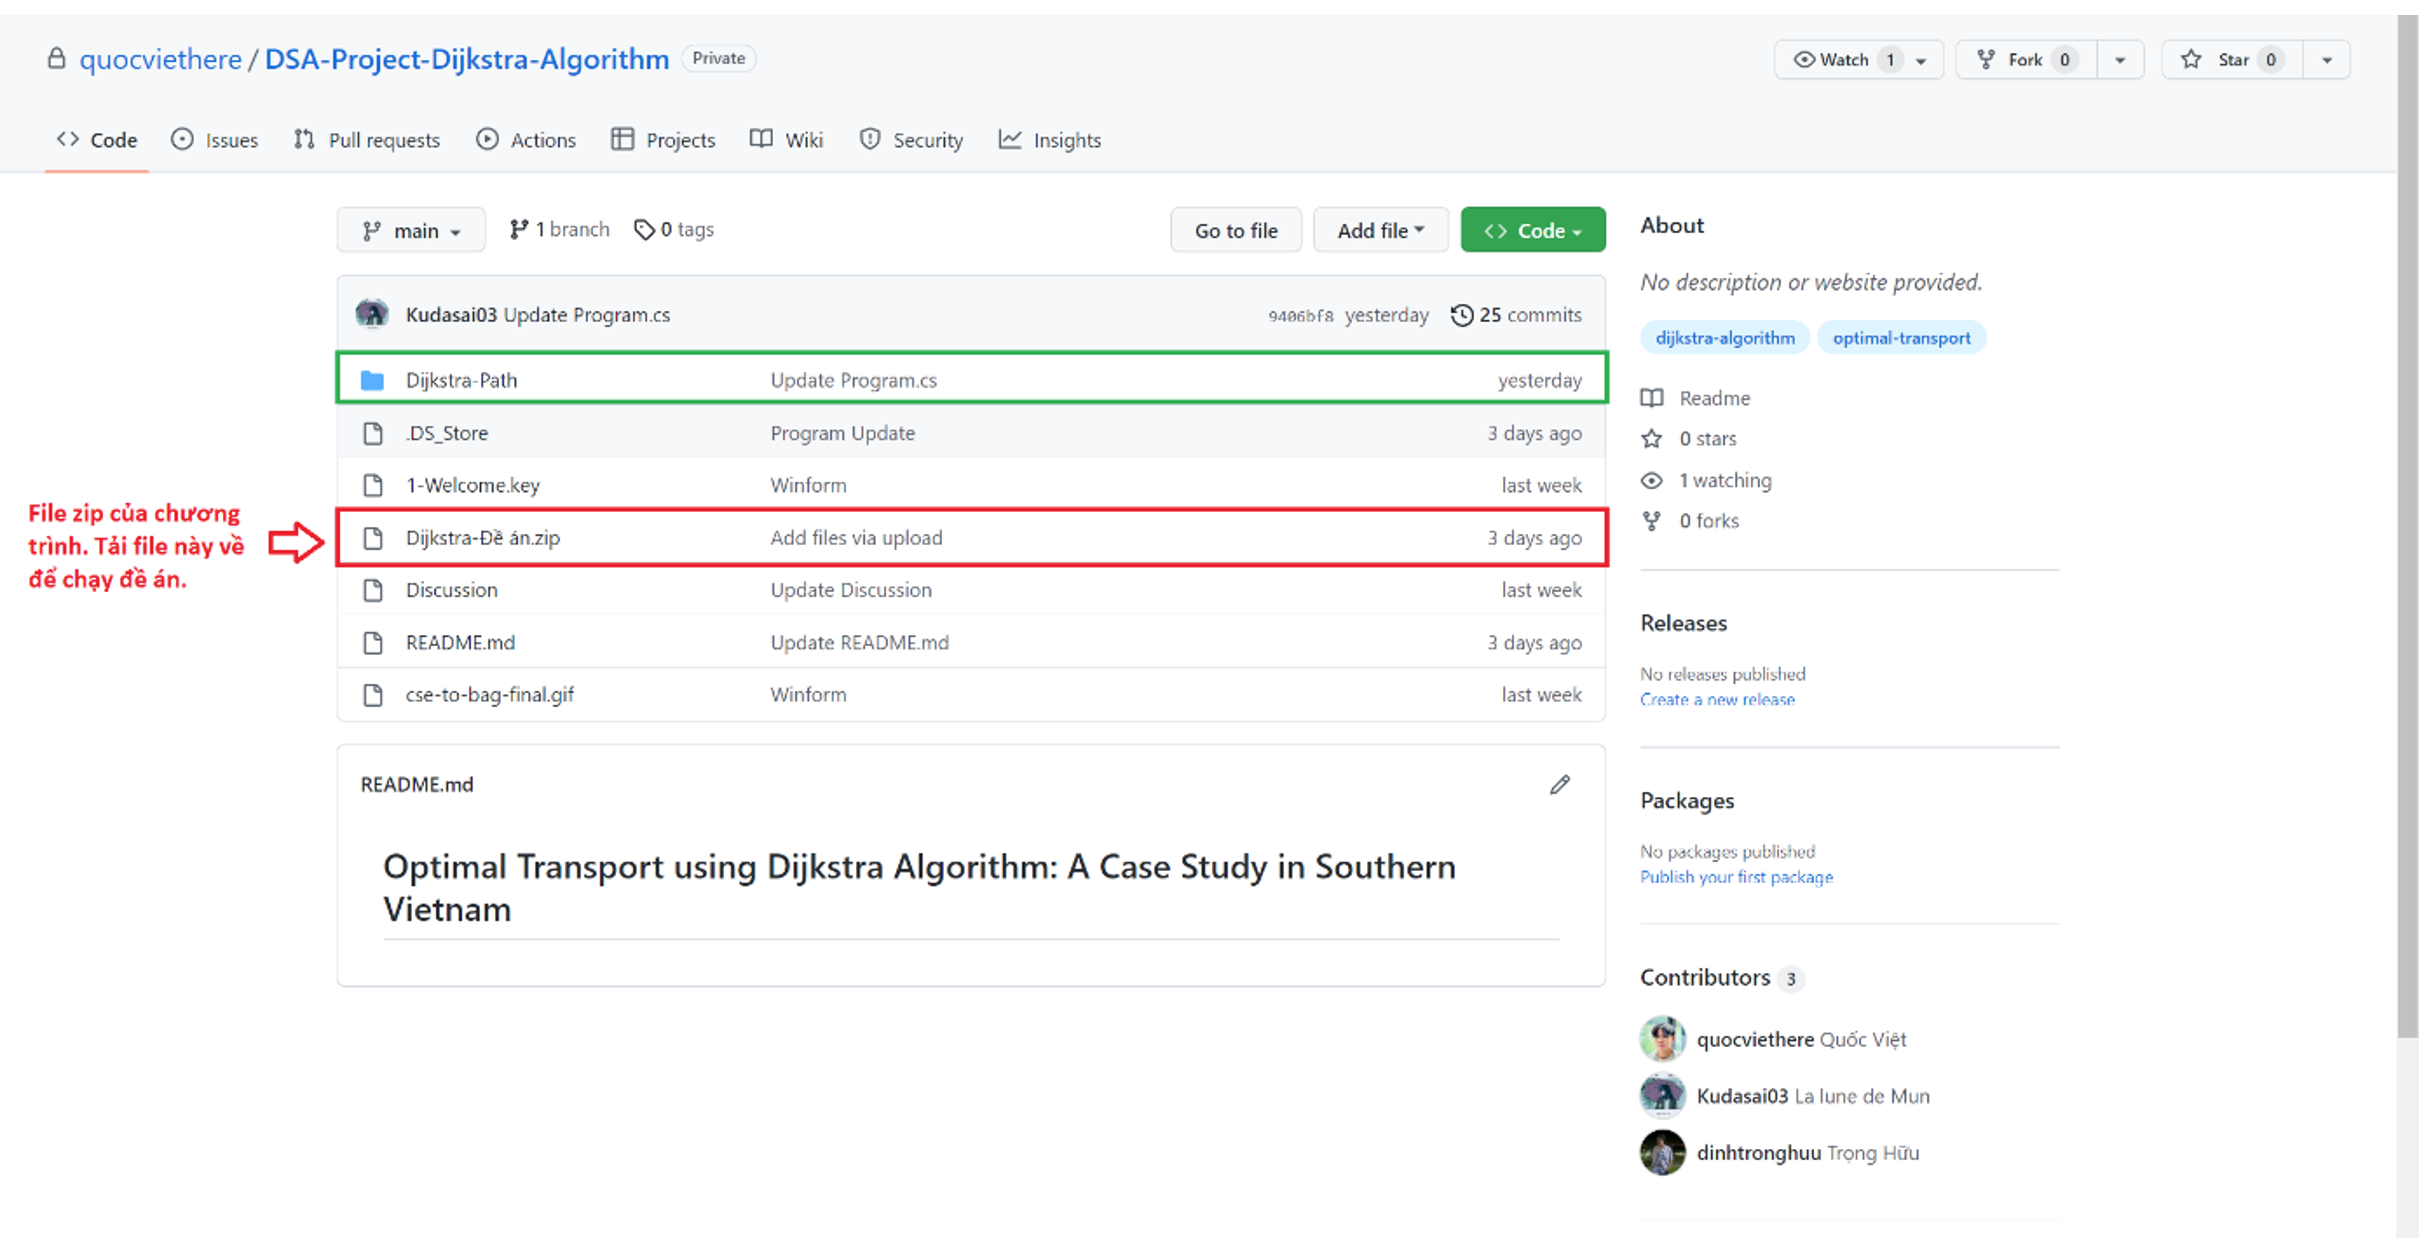 quocviethere / DSA-Project-Dijkstra-Algorithm Private
Watch 1 Fork 0 Star 0
Code Issues Pull requests Actions Projects Wiki Security Insights
main 1 branch 0 tags Go to file Add file Code
Kudasai03 Update Program.cs 9406bf8 yesterday 25 commits
Dijkstra-Path Update Program.cs yesterday
.DS_Store Program Update 3 days ago
1-Welcome.key Winform last week
Dijkstra-Đề án.zip Add files via upload 3 days ago
Discussion Update Discussion last week
README.md Update README.md 3 days ago
cse-to-bag-final.gif Winform last week
File zip của chương
trình. Tải file này về
để chạy đề án.
README.md
Optimal Transport using Dijkstra Algorithm: A Case Study in Southern
Vietnam
About
No description or website provided.
dijkstra-algorithm optimal-transport
Readme
0 stars
1 watching
0 forks
Releases
No releases published
Create a new release
Packages
No packages published
Publish your first package
Contributors 3
quocviethere Quốc Việt
Kudasai03 La lune de Mun
dinhtronghuu Trọng Hữu